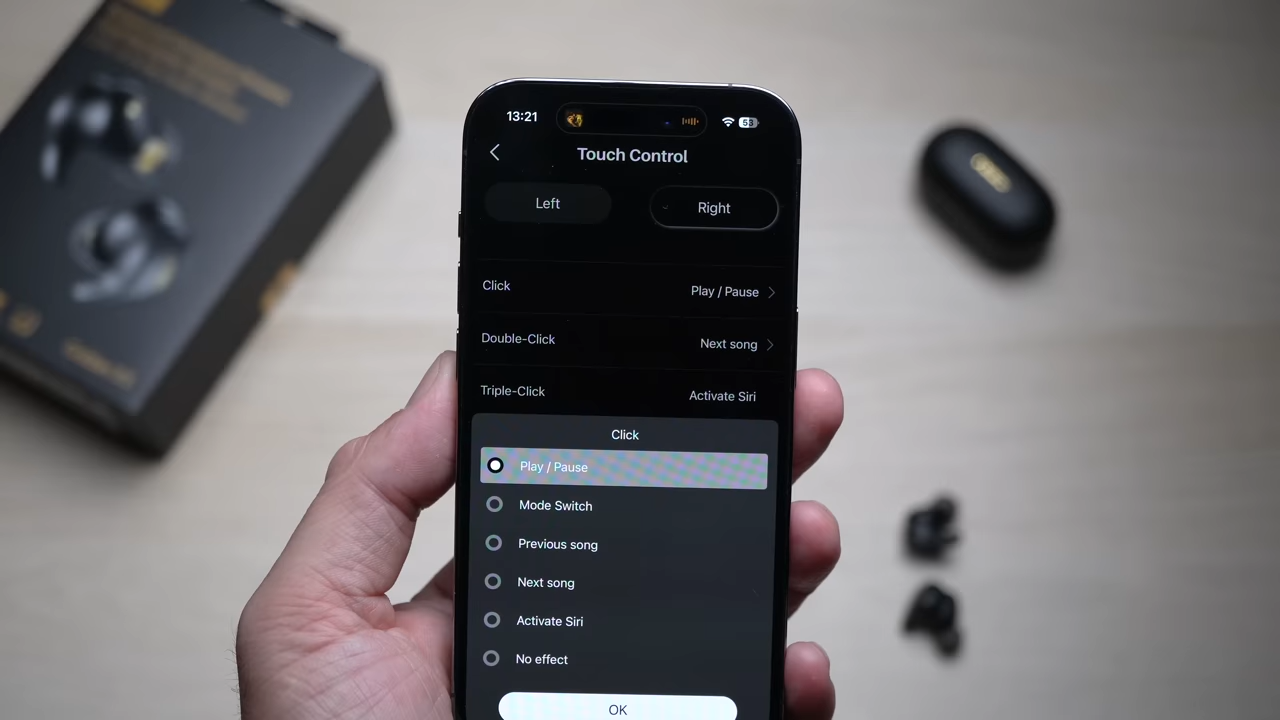 13:21
53
Touch Control
Left
Right
Click
Play / Pause
Double-Click
Next song
Triple-Click
Activate Siri
Click
Play / Pause
Mode Switch
Previous song
Next song
Activate Siri
No effect
OK